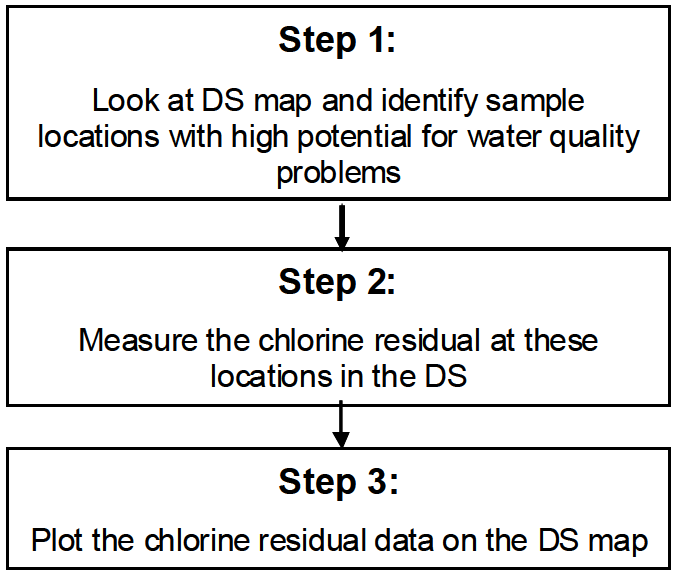 Step 1:
Look at DS map and identify sample
locations with high potential for water quality
problems
Step 2:
Measure the chlorine residual at these
locations in the DS
Step 3:
Plot the chlorine residual data on the DS map